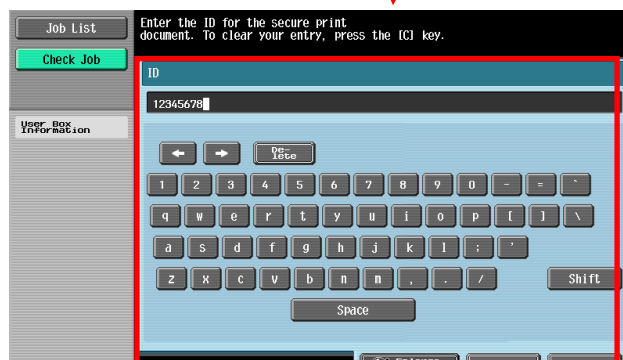 Job List
Enter the ID for the secure print
document. To clear your entry, press the [C] key.
Check Job
ID
12345678
User Box
Information
← → De-
lete
1 2 3 4 5 6 7 8 9 0 - = `
q w e r t y u i o p [ ] \
a s d f g h j k l ; '
z x c v b n m , . / Shift
Space